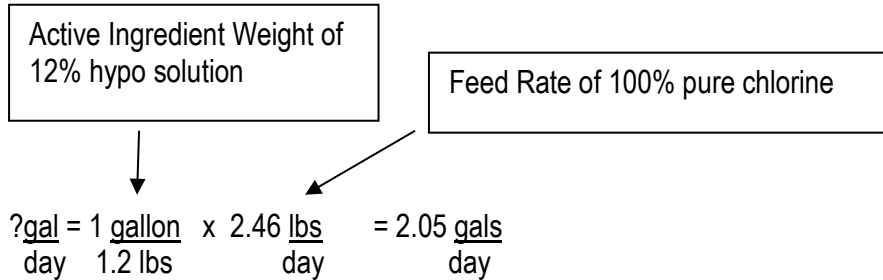 Active Ingredient Weight of
12% hypo solution
Feed Rate of 100% pure chlorine
?gal = 1 gallon x 2.46 lbs = 2.05 gals
day 1.2 lbs day day